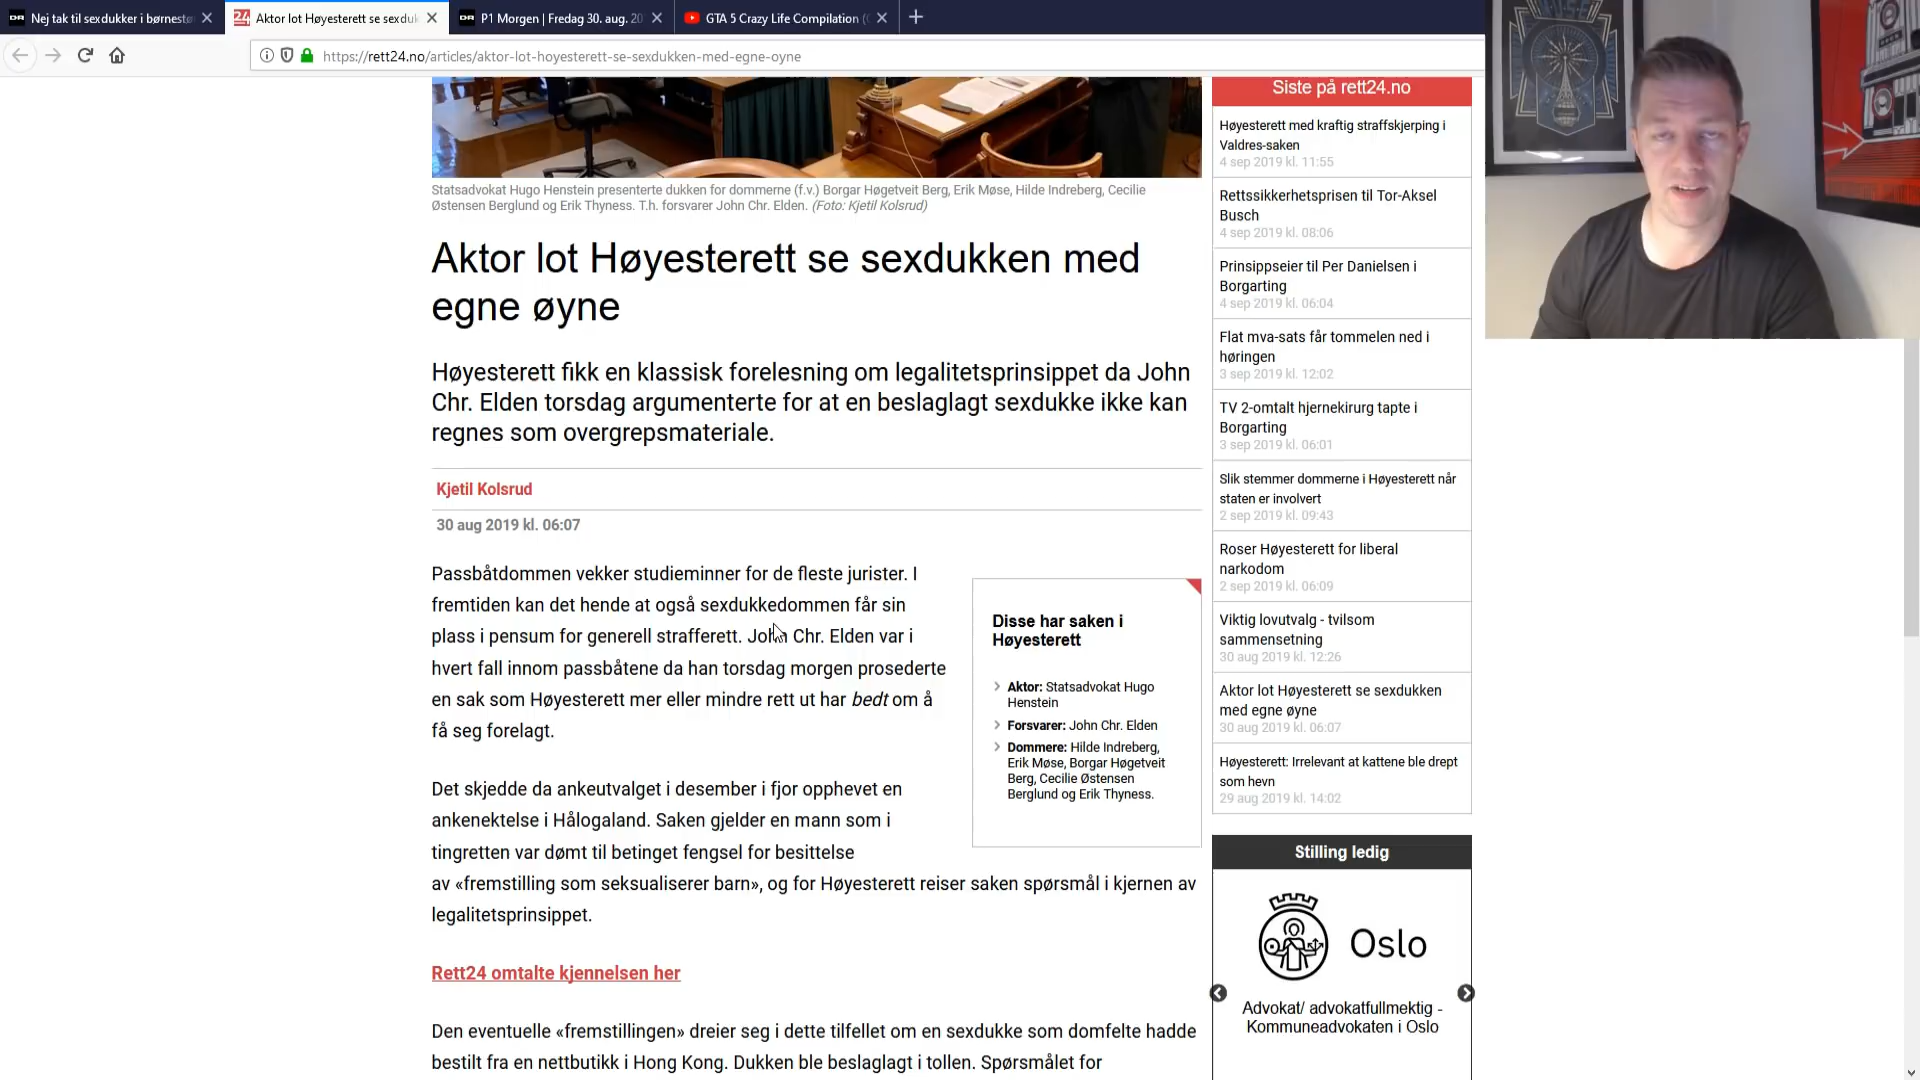 Nej tak til sexdukker i børnestør
Aktor lot Høyesterett se sexduk
P1 Morgen | Fredag 30. aug. 20
GTA 5 Crazy Life Compilation (
https://rett24.no/articles/aktor-lot-hoyesterett-se-sexdukken-med-egne-oyne
Statsadvokat Hugo Henstein presenterte dukken for dommerne (f.v.) Borgar Høgetveit Berg, Erik Møse, Hilde Indreberg, Cecilie
Østensen Berglund og Erik Thyness. T.h. forsvarer John Chr. Elden. (Foto: Kjetil Kolsrud)
Aktor lot Høyesterett se sexdukken med
egne øyne
Høyesterett fikk en klassisk forelesning om legalitetsprinsippet da John
Chr. Elden torsdag argumenterte for at en beslaglagt sexdukke ikke kan
regnes som overgrepsmateriale.
Kjetil Kolsrud
30 aug 2019 kl. 06:07
Passbåtdommen vekker studieminner for de fleste jurister. I
fremtiden kan det hende at også sexdukkedommen får sin
plass i pensum for generell strafferett. John Chr. Elden var i
hvert fall innom passbåtene da han torsdag morgen prosederte
en sak som Høyesterett mer eller mindre rett ut har bedt om å
få seg forelagt.
Det skjedde da ankeutvalget i desember i fjor opphevet en
ankenektelse i Hålogaland. Saken gjelder en mann som i
tingretten var dømt til betinget fengsel for besittelse
av «fremstilling som seksualiserer barn», og for Høyesterett reiser saken spørsmål i kjernen av
legalitetsprinsippet.
Rett24 omtalte kjennelsen her
Den eventuelle «fremstillingen» dreier seg i dette tilfellet om en sexdukke som domfelte hadde
bestilt fra en nettbutikk i Hong Kong. Dukken ble beslaglagt i tollen. Spørsmålet for
Disse har saken i
Høyesterett
Aktor: Statsadvokat Hugo
Henstein
Forsvarer: John Chr. Elden
Dommere: Hilde Indreberg,
Erik Møse, Borgar Høgetveit
Berg, Cecilie Østensen
Berglund og Erik Thyness.
Siste på rett24.no
Høyesterett med kraftig straffskjerping i
Valdres-saken
4 sep 2019 kl. 11:55
Rettssikkerhetsprisen til Tor-Aksel
Busch
4 sep 2019 kl. 08:06
Prinsippseier til Per Danielsen i
Borgarting
4 sep 2019 kl. 06:04
Flat mva-sats får tommelen ned i
høringen
3 sep 2019 kl. 12:02
TV 2-omtalt hjernekirurg tapte i
Borgarting
3 sep 2019 kl. 06:01
Slik stemmer dommerne i Høyesterett når
staten er involvert
2 sep 2019 kl. 09:43
Roser Høyesterett for liberal
narkodom
2 sep 2019 kl. 06:09
Viktig lovutvalg - tvilsom
sammensetning
30 aug 2019 kl. 12:26
Aktor lot Høyesterett se sexdukken
med egne øyne
30 aug 2019 kl. 06:07
Høyesterett: Irrelevant at kattene ble drept
som hevn
29 aug 2019 kl. 14:02
Stilling ledig
Oslo
Advokat/ advokatfullmektig -
Kommuneadvokaten i Oslo